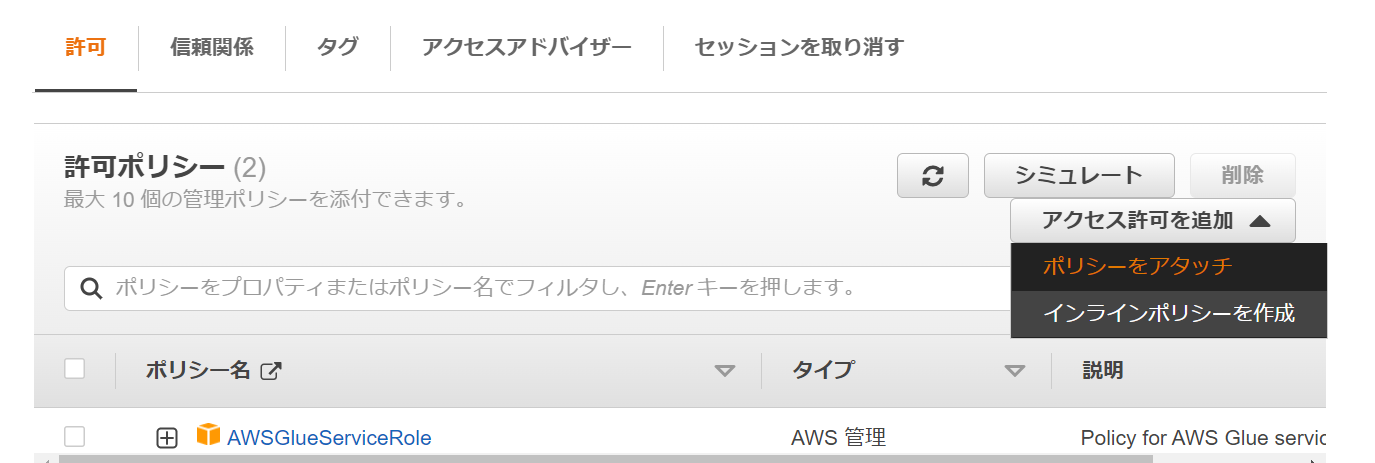 許可 信頼関係 タグ アクセスアドバイザー セッションを取り消す
許可ポリシー (2)
最大 10 個の管理ポリシーを添付できます。
シミュレート 削除
アクセス許可を追加
ポリシーをアタッチ
インラインポリシーを作成
ポリシーをプロパティまたはポリシー名でフィルタし、Enter キーを押します。
ポリシー名 タイプ 説明
AWSGlueServiceRole AWS 管理 Policy for AWS Glue servic